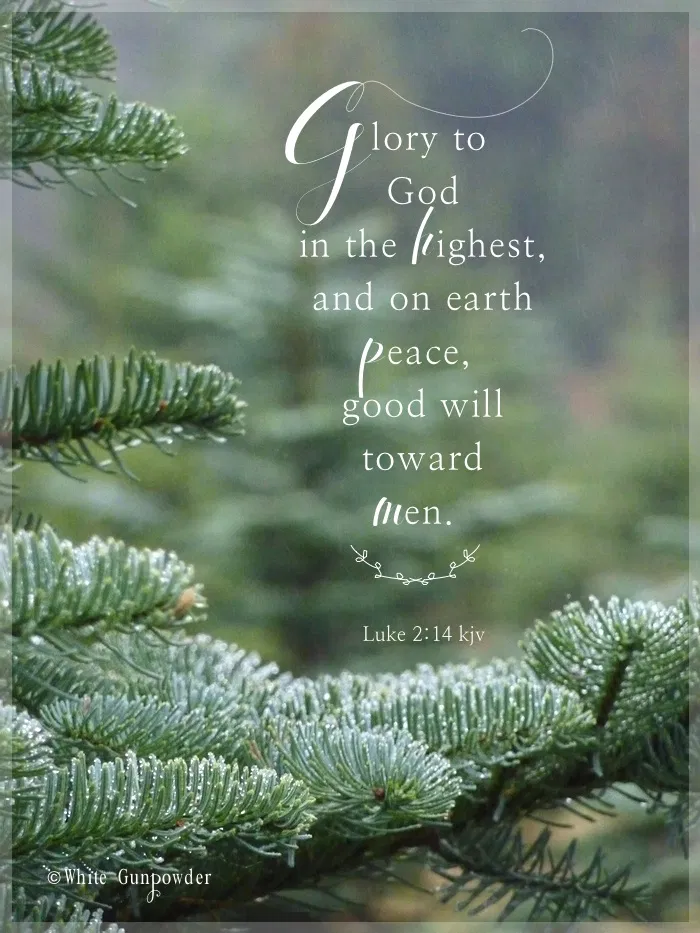 Glory to
God
in the highest,
and on earth
peace,
good will
toward
men.
Luke 2:14 kjv
©White Gunpowder